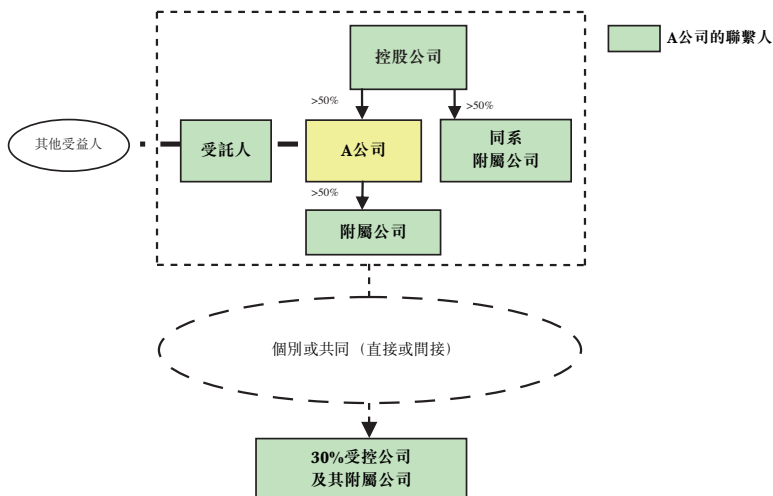 A公司的聯繫人
控股公司
>50%
>50%
其他受益人
受託人
A公司
同系
附屬公司
>50%
附屬公司
個別或共同（直接或間接）
30%受控公司
及其附屬公司